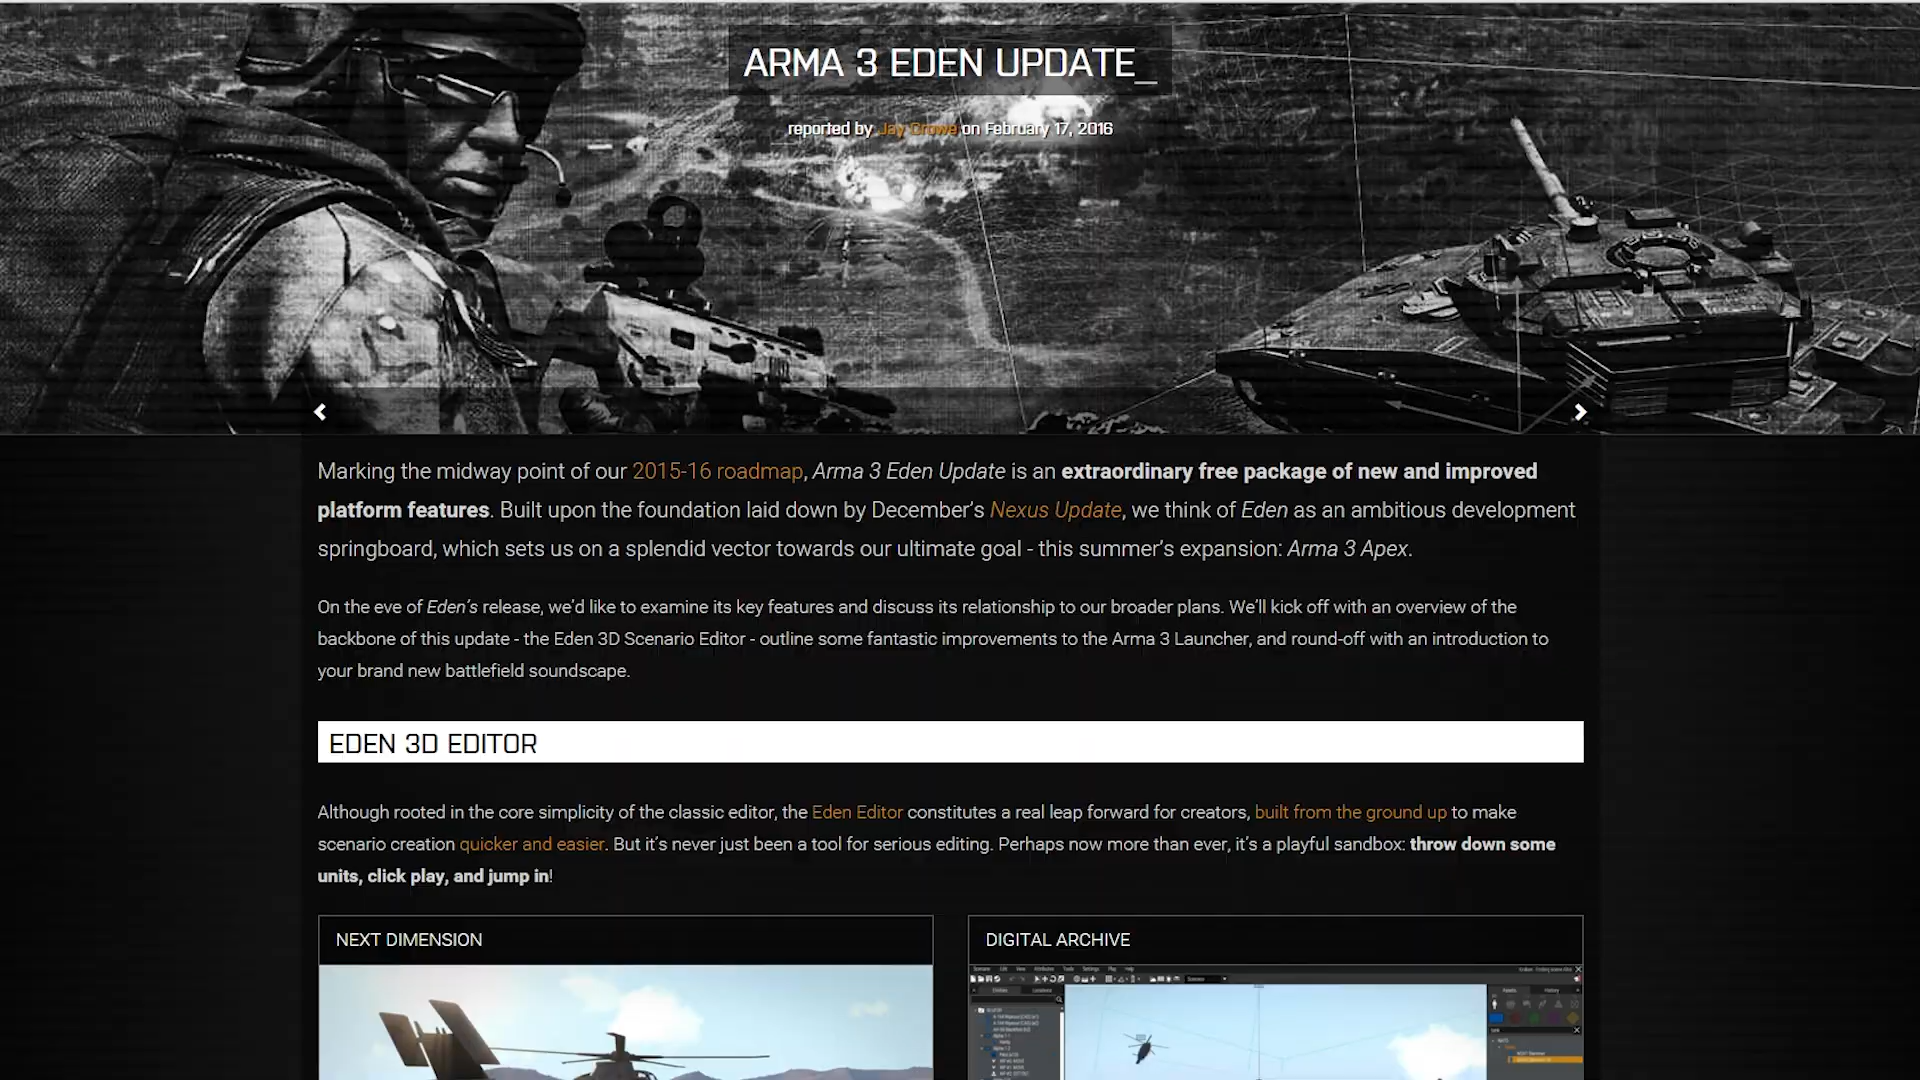 ARMA 3 EDEN UPDATE_
reported by Jay Crowe on February 17, 2016
Marking the midway point of our 2015-16 roadmap, Arma 3 Eden Update is an extraordinary free package of new and improved
platform features. Built upon the foundation laid down by December's Nexus Update, we think of Eden as an ambitious development
springboard, which sets us on a splendid vector towards our ultimate goal - this summer's expansion: Arma 3 Apex.
On the eve of Eden's release, we'd like to examine its key features and discuss its relationship to our broader plans. We'll kick off with an overview of the
backbone of this update - the Eden 3D Scenario Editor - outline some fantastic improvements to the Arma 3 Launcher, and round-off with an introduction to
your brand new battlefield soundscape.
EDEN 3D EDITOR
Although rooted in the core simplicity of the classic editor, the Eden Editor constitutes a real leap forward for creators, built from the ground up to make
scenario creation quicker and easier. But it's never just been a tool for serious editing. Perhaps now more than ever, it's a playful sandbox: throw down some
units, click play, and jump in!
NEXT DIMENSION
DIGITAL ARCHIVE